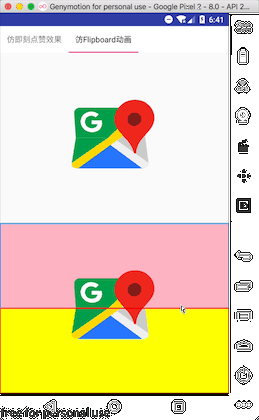 Genymotion for personal use - Google Pixel 2 - 8.0 - API 2...
6:41
仿即刻点赞效果
仿Flipboard动画
G
G
free for personal use